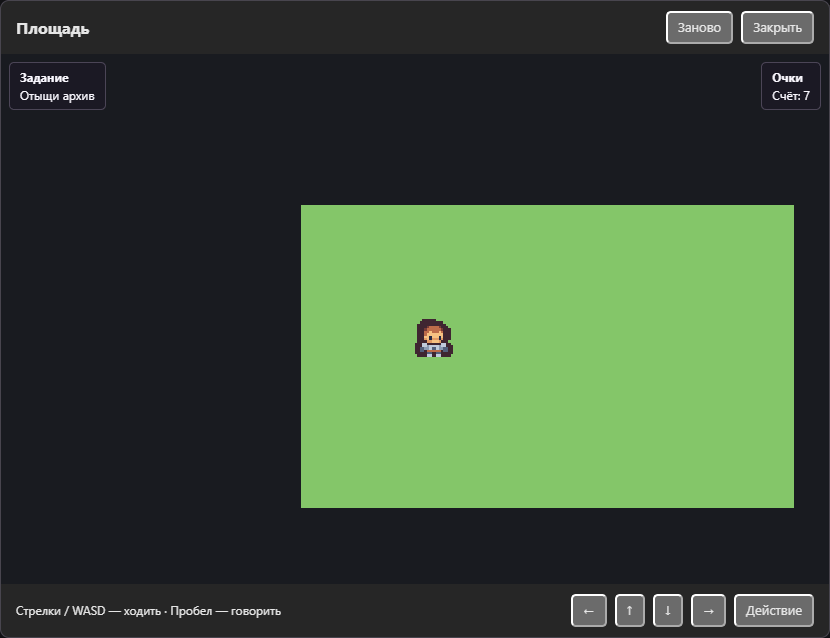 Площадь
Заново
Закрыть
Задание
Отыщи архив
Очки
Счёт: 7
Стрелки / WASD — ходить · Пробел — говорить
← ↑ ↓ →
Действие